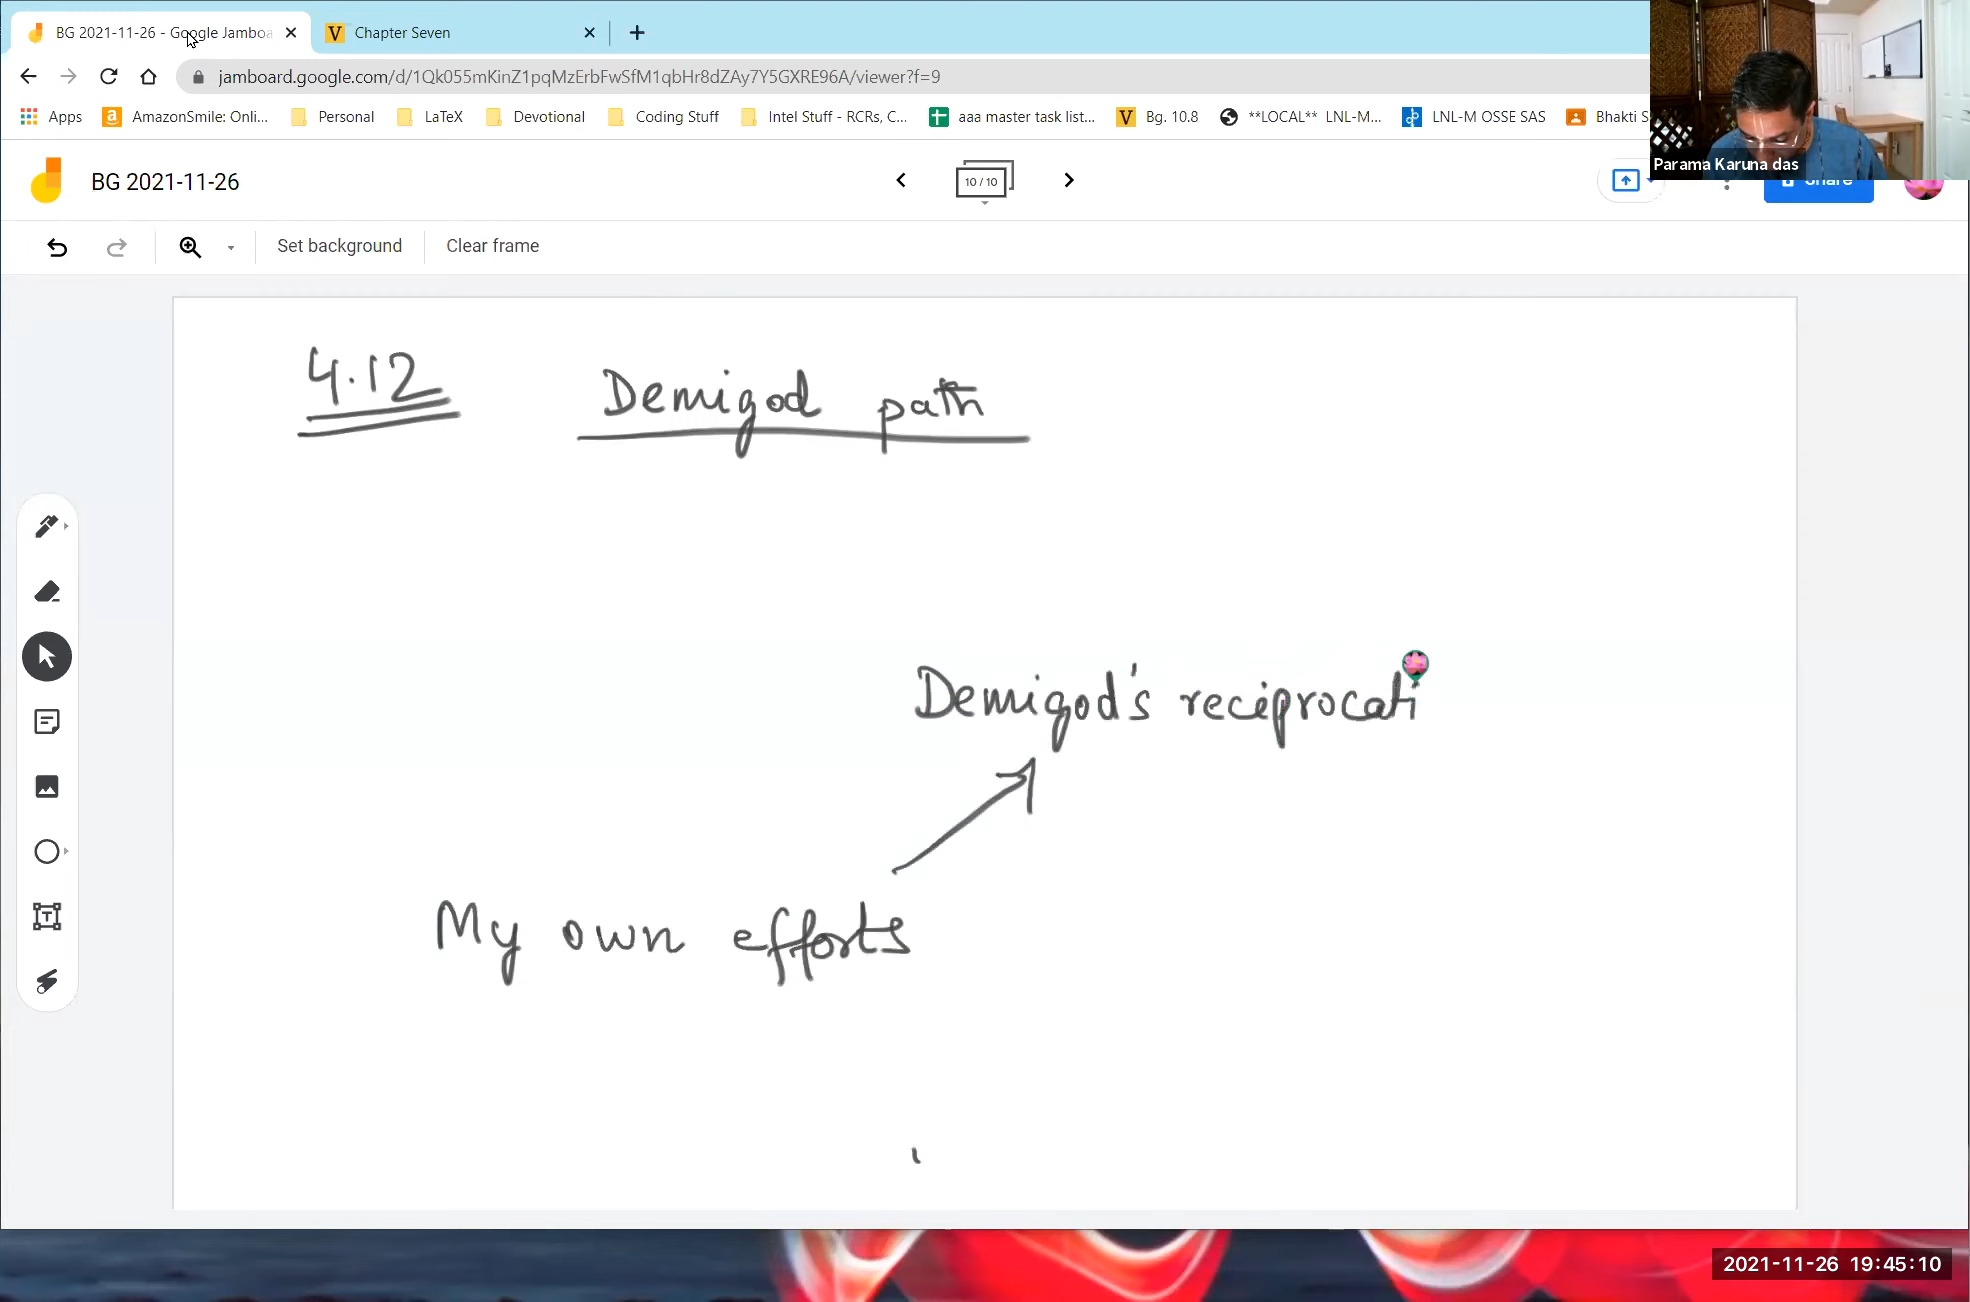 BG 2021-11-26 - Google Jamboa
Chapter Seven
jamboard.google.com/d/1Qk055mKinZ1pqMzErbFwSfM1qbHr8dZAy7Y5GXRE96A/viewer?f=9
Apps AmazonSmile: Onli... Personal LaTeX Devotional Coding Stuff Intel Stuff - RCRs, C... aaa master task list... Bg. 10.8 **LOCAL** LNL-M... LNL-M OSSE SAS Bhakti S
Parama Karuna das
BG 2021-11-26
10 / 10
Share
Set background Clear frame
4.12 Demigod path
Demigod's reciprocati
My own efforts
2021-11-26 19:45:10